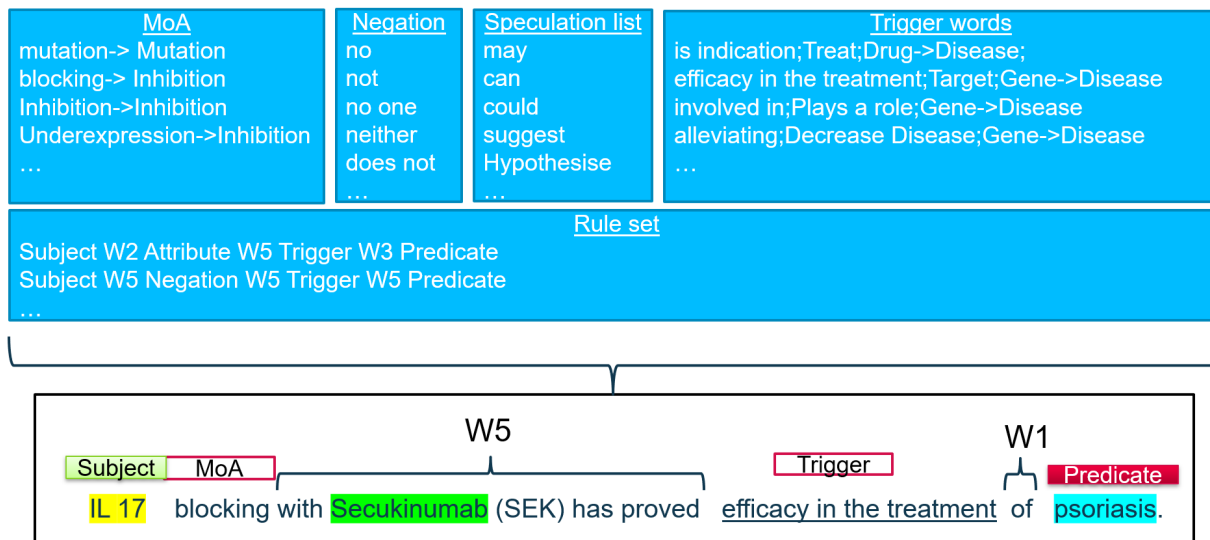 MoA
mutation-> Mutation
blocking-> Inhibition
Inhibition->Inhibition
Underexpression->Inhibition
…
Negation
no
not
no one
neither
does not
…
Speculation list
may
can
could
suggest
Hypothesise
…
Trigger words
is indication;Treat;Drug->Disease;
efficacy in the treatment;Target;Gene->Disease
involved in;Plays a role;Gene->Disease
alleviating;Decrease Disease;Gene->Disease
…
Rule set
Subject W2 Attribute W5 Trigger W3 Predicate
Subject W5 Negation W5 Trigger W5 Predicate
…
W5 W1
Subject MoA Trigger Predicate
IL 17 blocking with Secukinumab (SEK) has proved efficacy in the treatment of psoriasis.